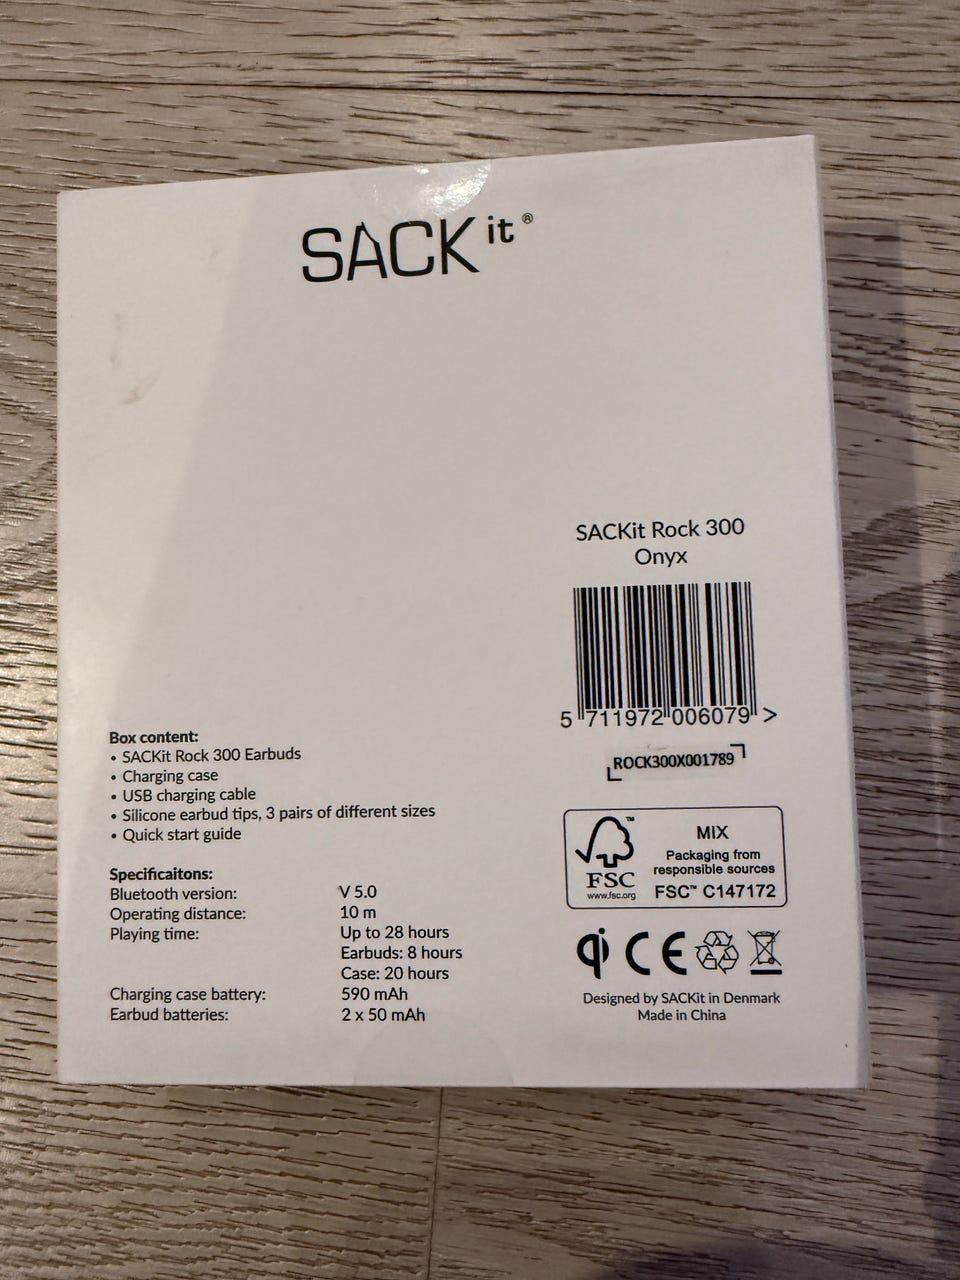 SACKit®
SACKit Rock 300
Onyx
5 711972 006079 >
ROCK300X001789
Box content:
• SACKit Rock 300 Earbuds
• Charging case
• USB charging cable
• Silicone earbud tips, 3 pairs of different sizes
• Quick start guide
Specificaitons:
Bluetooth version: V 5.0
Operating distance: 10 m
Playing time: Up to 28 hours
Earbuds: 8 hours
Case: 20 hours
Charging case battery: 590 mAh
Earbud batteries: 2 x 50 mAh
FSC
™
www.fsc.org
MIX
Packaging from
responsible sources
FSC™ C147172
qi CE
Designed by SACKit in Denmark
Made in China